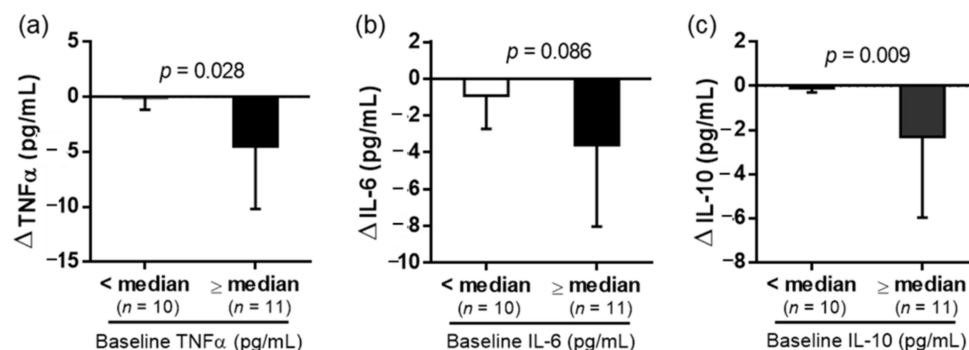 (a)
△TNFα (pg/mL)
5
0
−5
−10
−15
p = 0.028
< median ≥ median
(n = 10) (n = 11)
Baseline TNFα (pg/mL)
(b)
△IL-6 (pg/mL)
2
0
−2
−4
−6
−8
−10
p = 0.086
< median ≥ median
(n = 10) (n = 11)
Baseline IL-6 (pg/mL)
(c)
△IL-10 (pg/mL)
2
0
−2
−4
−6
−8
p = 0.009
< median ≥ median
(n = 10) (n = 11)
Baseline IL-10 (pg/mL)